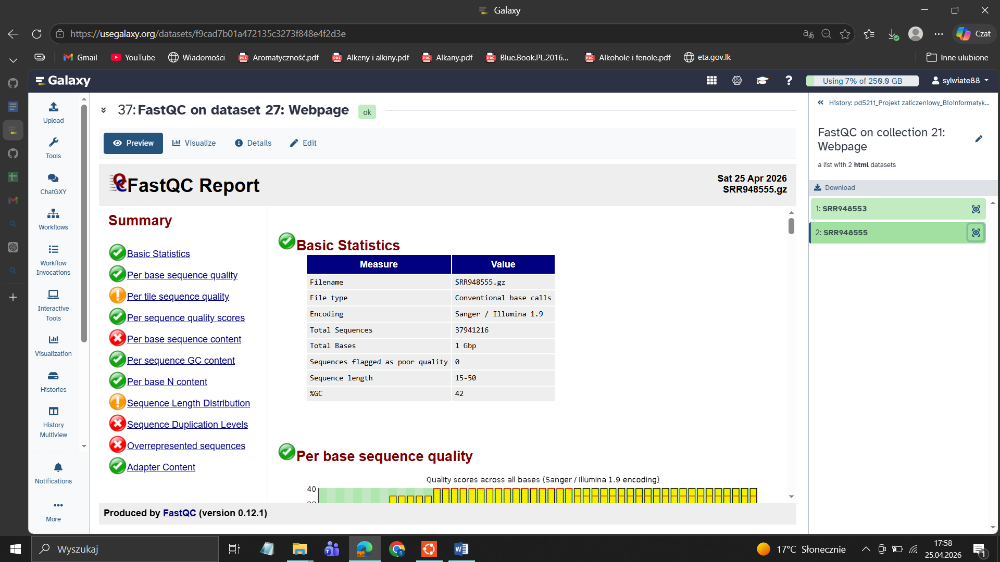 Galaxy
https://usegalaxy.org/datasets/f9cad7b01a472135c3273f848e4f2d3e
Czat
Gmail
YouTube
Wiadomości
Aromatyczność.pdf
Alkeny i alkiny.pdf
Alkany.pdf
Blue.Book.PL.2016...
Alkohole i fenole.pdf
eta.gov.lk
Inne ulubione
Galaxy
Using 7% of 250.0 GB
sylwiate88
Upload
Tools
ChatGXY
Workflows
Workflow
Invocations
Interactive
Tools
Visualization
Histories
History
Multiview
Notifications
More
37: FastQC on dataset 27: Webpage
ok
Preview
Visualize
Details
Edit
FastQC Report
Sat 25 Apr 2026
SRR948555.gz
Summary
Basic Statistics
Per base sequence quality
Per tile sequence quality
Per sequence quality scores
Per base sequence content
Per sequence GC content
Per base N content
Sequence Length Distribution
Sequence Duplication Levels
Overrepresented sequences
Adapter Content
Basic Statistics
Measure Value
Filename SRR948555.gz
File type Conventional base calls
Encoding Sanger / Illumina 1.9
Total Sequences 37941216
Total Bases 1 Gbp
Sequences flagged as poor quality 0
Sequence length 15-50
%GC 42
Per base sequence quality
Quality scores across all bases (Sanger / Illumina 1.9 encoding)
40
Produced by FastQC (version 0.12.1)
History: pd5211_Projekt zaliczeniowy_Bioinformatyk...
FastQC on collection 21:
Webpage
a list with 2 html datasets
Download
1: SRR948553
2: SRR948555
Wyszukaj
17°C Słonecznie
17:58
25.04.2026
1